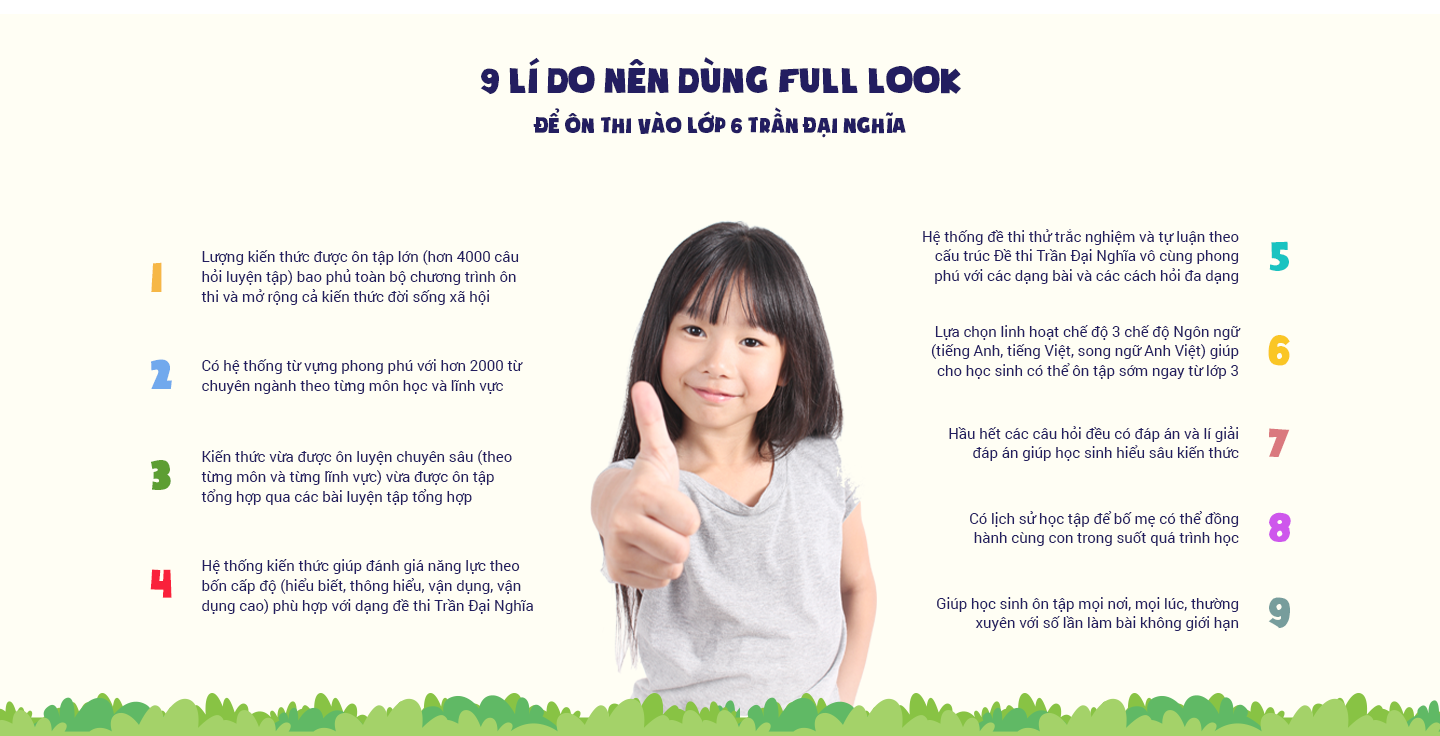 9 LÍ DO NÊN DÙNG FULL LOOK
ĐỂ ÔN THI VÀO LỚP 6 TRẦN ĐẠI NGHĨA
1
Lượng kiến thức được ôn tập lớn (hơn 4000 câu
hỏi luyện tập) bao phủ toàn bộ chương trình ôn
thi và mở rộng cả kiến thức đời sống xã hội
2
Có hệ thống từ vựng phong phú với hơn 2000 từ
chuyên ngành theo từng môn học và lĩnh vực
3
Kiến thức vừa được ôn luyện chuyên sâu (theo
từng môn và từng lĩnh vực) vừa được ôn tập
tổng hợp qua các bài luyện tập tổng hợp
4
Hệ thống kiến thức giúp đánh giá năng lực theo
bốn cấp độ (hiểu biết, thông hiểu, vận dụng, vận
dụng cao) phù hợp với dạng đề thi Trần Đại Nghĩa
Hệ thống đề thi thử trắc nghiệm và tự luận theo
cấu trúc Đề thi Trần Đại Nghĩa vô cùng phong
phú với các dạng bài và các cách hỏi đa dạng
5
Lựa chọn linh hoạt chế độ 3 chế độ Ngôn ngữ
(tiếng Anh, tiếng Việt, song ngữ Anh Việt) giúp
cho học sinh có thể ôn tập sớm ngay từ lớp 3
6
Hầu hết các câu hỏi đều có đáp án và lí giải
đáp án giúp học sinh hiểu sâu kiến thức
7
Có lịch sử học tập để bố mẹ có thể đồng
hành cùng con trong suốt quá trình học
8
Giúp học sinh ôn tập mọi nơi, mọi lúc, thường
xuyên với số lần làm bài không giới hạn
9